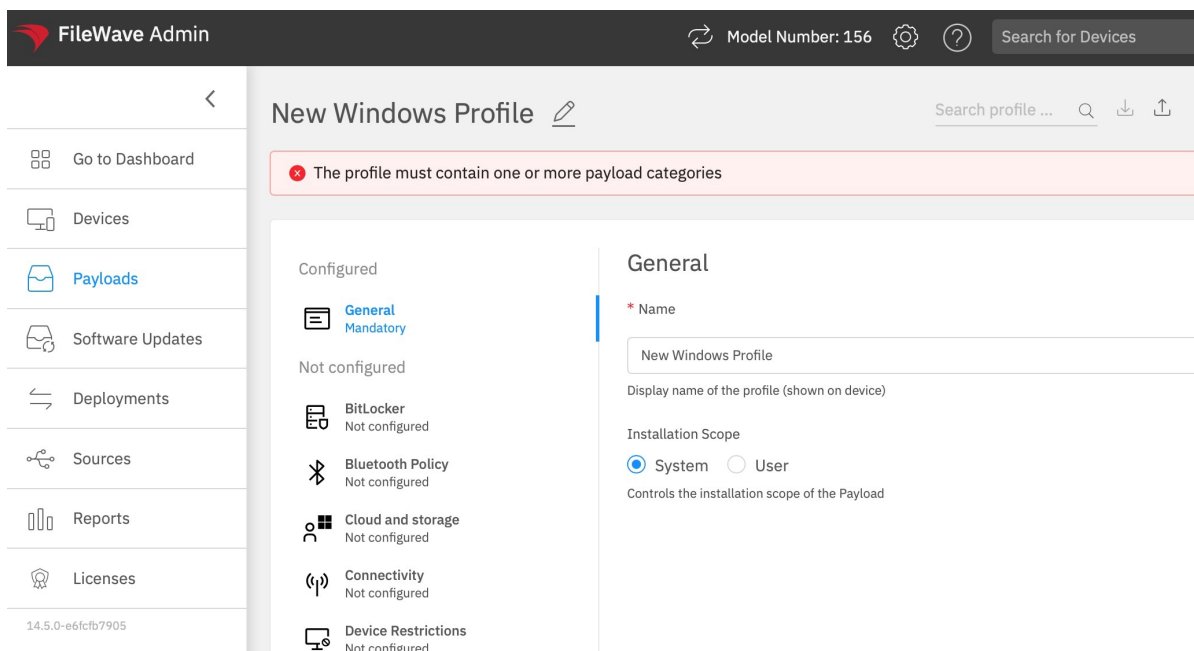 FileWave Admin
Model Number: 156
Search for Devices
New Windows Profile
Search profile ...
The profile must contain one or more payload categories
Go to Dashboard
Devices
Payloads
Software Updates
Deployments
Sources
Reports
Licenses
14.5.0-e6fcfb7905
Configured
General
Mandatory
Not configured
BitLocker
Not configured
Bluetooth Policy
Not configured
Cloud and storage
Not configured
Connectivity
Not configured
Device Restrictions
Not configured
General
* Name
New Windows Profile
Display name of the profile (shown on device)
Installation Scope
System User
Controls the installation scope of the Payload